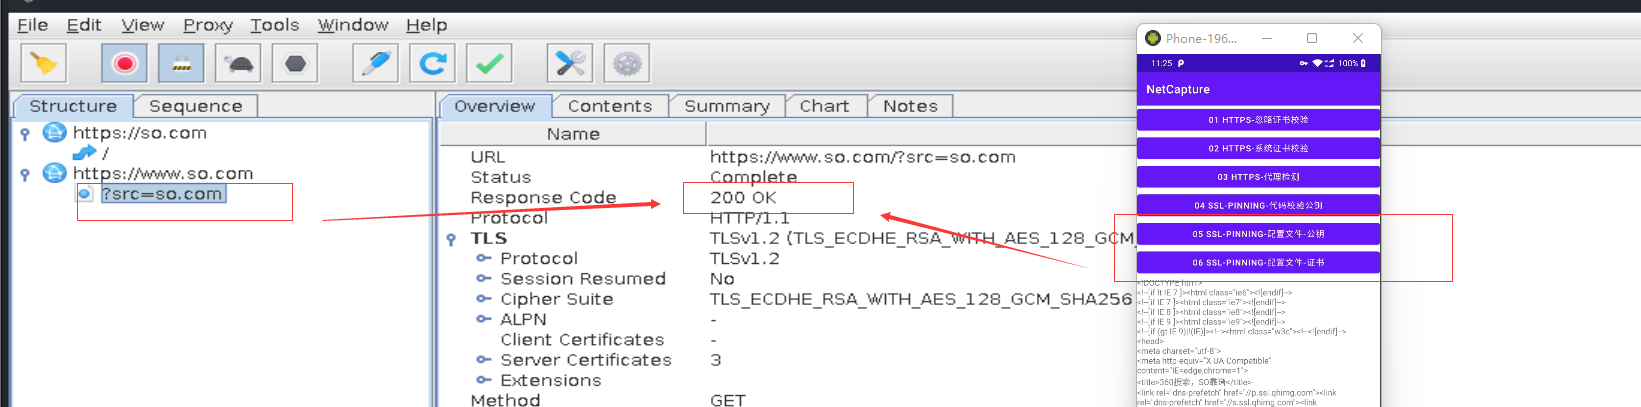 File Edit View Proxy Tools Window Help
Structure Sequence
https://so.com
/
https://www.so.com
?src=so.com
Overview Contents Summary Chart Notes
Name
URL https://www.so.com/?src=so.com
Status Complete
Response Code 200 OK
Protocol HTTP/1.1
TLS TLSv1.2 (TLS_ECDHE_RSA_WITH_AES_128_GCM_
Protocol TLSv1.2
Session Resumed No
Cipher Suite TLS_ECDHE_RSA_WITH_AES_128_GCM_SHA256
ALPN -
Client Certificates -
Server Certificates 3
Extensions
Method GET
Phone-196...
11:25 100%
NetCapture
01 HTTPS-忽略证书校验
02 HTTPS-系统证书校验
03 HTTPS-代理检测
04 SSL-PINNING-代码校验公钥
05 SSL-PINNING-配置文件-公钥
06 SSL-PINNING-配置文件-证书
<!DOCTYPE html>
<!--[if lt IE 7 ]><html class="ie6"><![endif]-->
<!--[if IE 7 ]><html class="ie7"><![endif]-->
<!--[if IE 8 ]><html class="ie8"><![endif]-->
<!--[if IE 9 ]><html class="ie9"><![endif]-->
<!--[if (gt IE 9)|!(IE)]><!--><html class="w3c"><!--<![endif]-->
<head>
<meta charset="utf-8">
<meta http-equiv="X-UA-Compatible"
content="IE=edge,chrome=1">
<title>360搜索，SO靠谱</title>
<link rel="dns-prefetch" href="//p.ssl.qhimg.com"><link
rel="dns-prefetch" href="//s.ssl.qhimg.com"><link